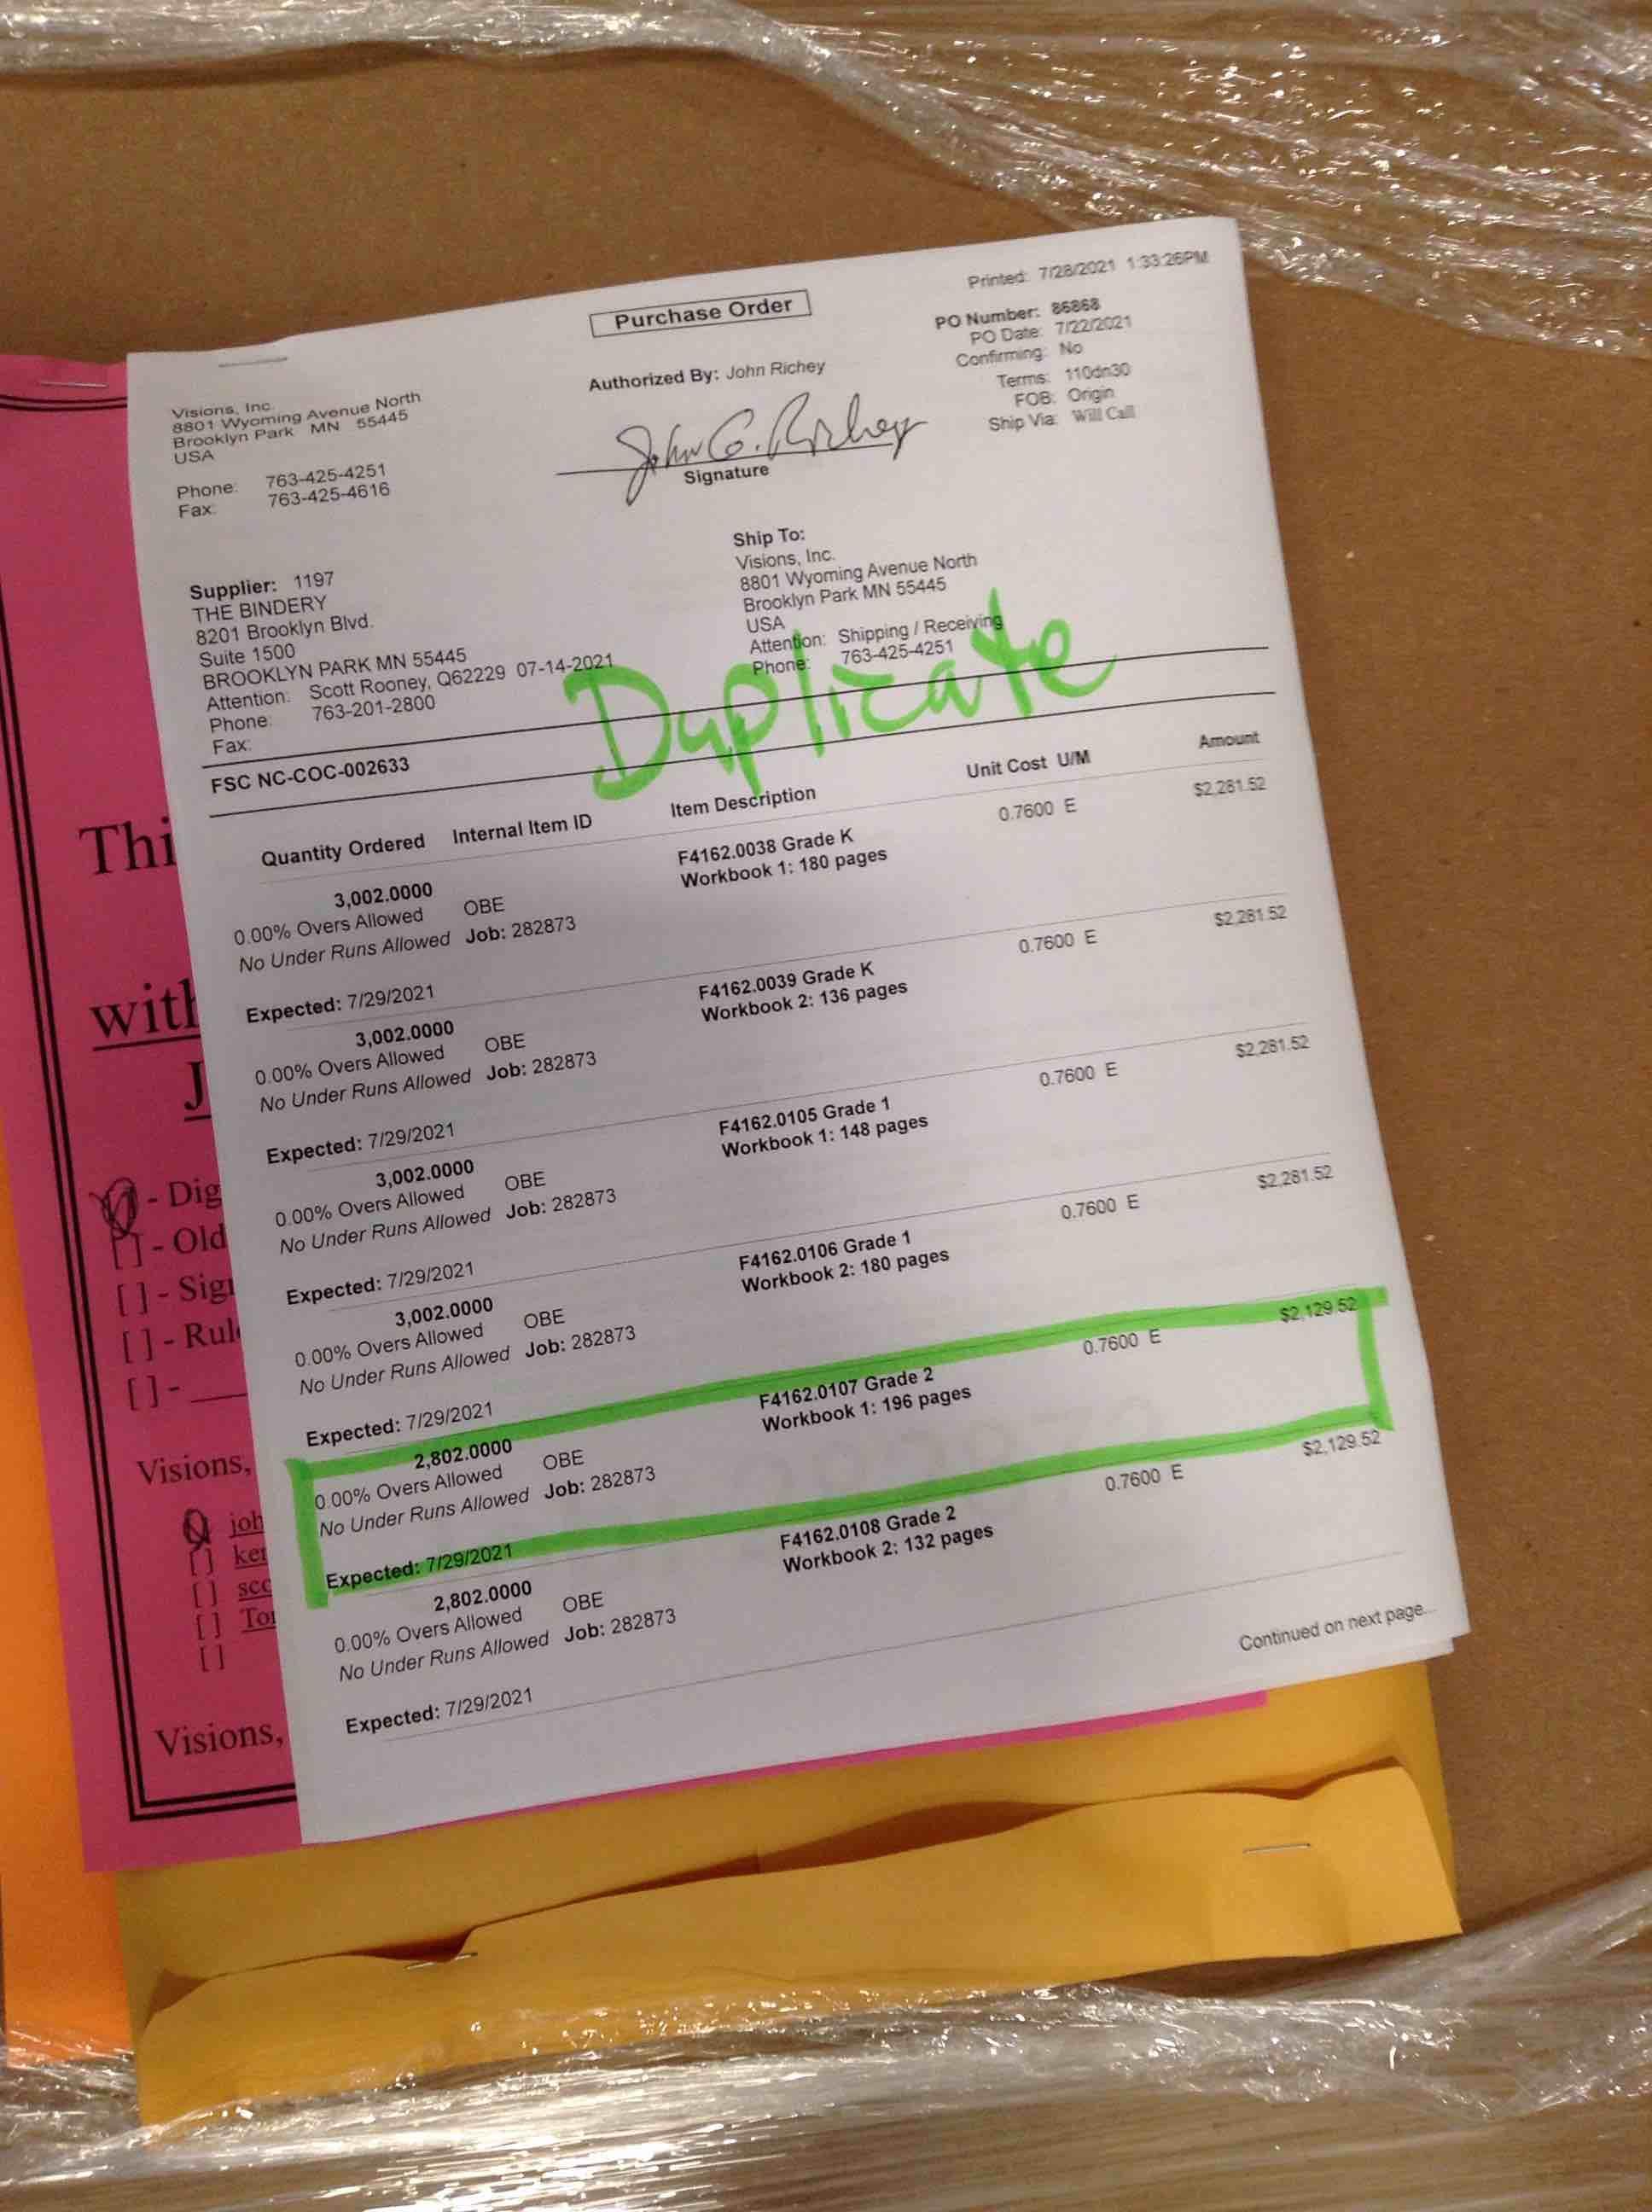 Printed: 7/28/2021 1:33:26PM
Purchase Order
PO Number: 86868
PO Date: 7/22/2021
Confirming: No
Terms: 110dn30
FOB: Origin
Ship Via: Will Call
Authorized By: John Richey
John G. Richey
Signature
Visions, Inc.
8801 Wyoming Avenue North
Brooklyn Park MN 55445
USA
Phone: 763-425-4251
Fax: 763-425-4616
Supplier: 1197
THE BINDERY
8201 Brooklyn Blvd.
Suite 1500
BROOKLYN PARK MN 55445
Attention: Scott Rooney, Q62229 07-14-2021
Phone: 763-201-2800
Fax:
Ship To:
Visions, Inc.
8801 Wyoming Avenue North
Brooklyn Park MN 55445
USA
Attention: Shipping / Receiving
Phone: 763-425-4251
Duplicate
FSC NC-COC-002633
Quantity Ordered Internal Item ID Item Description Unit Cost U/M Amount
3,002.0000 F4162.0038 Grade K 0.7600 E $2,281.52
0.00% Overs Allowed OBE Workbook 1: 180 pages
No Under Runs Allowed Job: 282873
Expected: 7/29/2021
3,002.0000 F4162.0039 Grade K 0.7600 E $2,281.52
0.00% Overs Allowed OBE Workbook 2: 136 pages
No Under Runs Allowed Job: 282873
Expected: 7/29/2021
3,002.0000 F4162.0105 Grade 1 0.7600 E $2,281.52
0.00% Overs Allowed OBE Workbook 1: 148 pages
No Under Runs Allowed Job: 282873
Expected: 7/29/2021
3,002.0000 F4162.0106 Grade 1 0.7600 E $2,281.52
0.00% Overs Allowed OBE Workbook 2: 180 pages
No Under Runs Allowed Job: 282873
Expected: 7/29/2021
2,802.0000 F4162.0107 Grade 2 0.7600 E $2,129.52
0.00% Overs Allowed OBE Workbook 1: 196 pages
No Under Runs Allowed Job: 282873
Expected: 7/29/2021
2,802.0000 F4162.0108 Grade 2 0.7600 E $2,129.52
0.00% Overs Allowed OBE Workbook 2: 132 pages
No Under Runs Allowed Job: 282873
Expected: 7/29/2021
Continued on next page...
Thi
with
J
[ ] - Dig
[ ] - Old
[ ] - Sign
[ ] - Rul
[ ] - ___
Visions,
[ ] joh
[ ] ker
[ ] sco
[ ] To
[ ]
Visions,